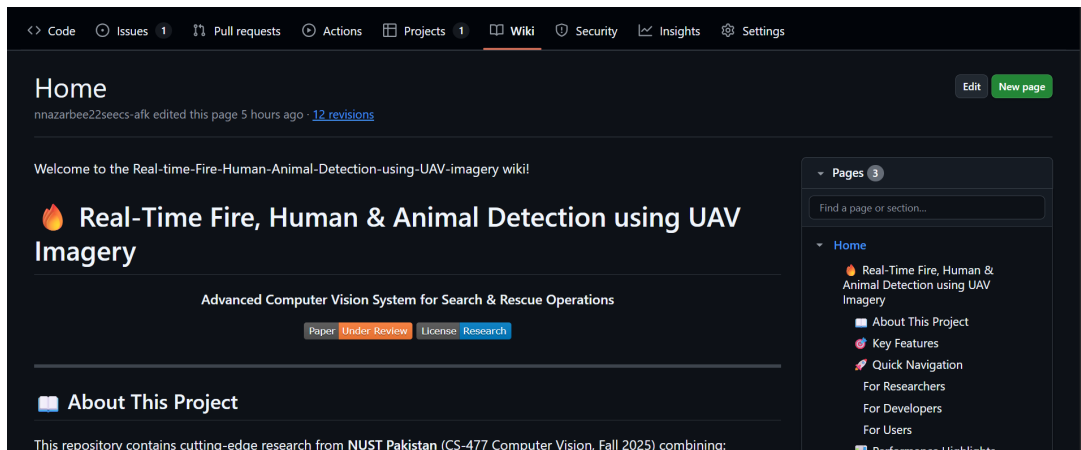 Code Issues 1 Pull requests Actions Projects 1 Wiki Security Insights Settings
Home
Edit New page
nnazarbee22seecs-afk edited this page 5 hours ago · 12 revisions
Welcome to the Real-time-Fire-Human-Animal-Detection-using-UAV-imagery wiki!
🔥 Real-Time Fire, Human & Animal Detection using UAV
Imagery
Advanced Computer Vision System for Search & Rescue Operations
Paper Under Review License Research
📖 About This Project
This repository contains cutting-edge research from NUST Pakistan (CS-477 Computer Vision, Fall 2025) combining:
Pages 3
Find a page or section...
Home
🔥 Real-Time Fire, Human &
Animal Detection using UAV
Imagery
📖 About This Project
🎯 Key Features
🚀 Quick Navigation
For Researchers
For Developers
For Users
📊 Performance Highlights